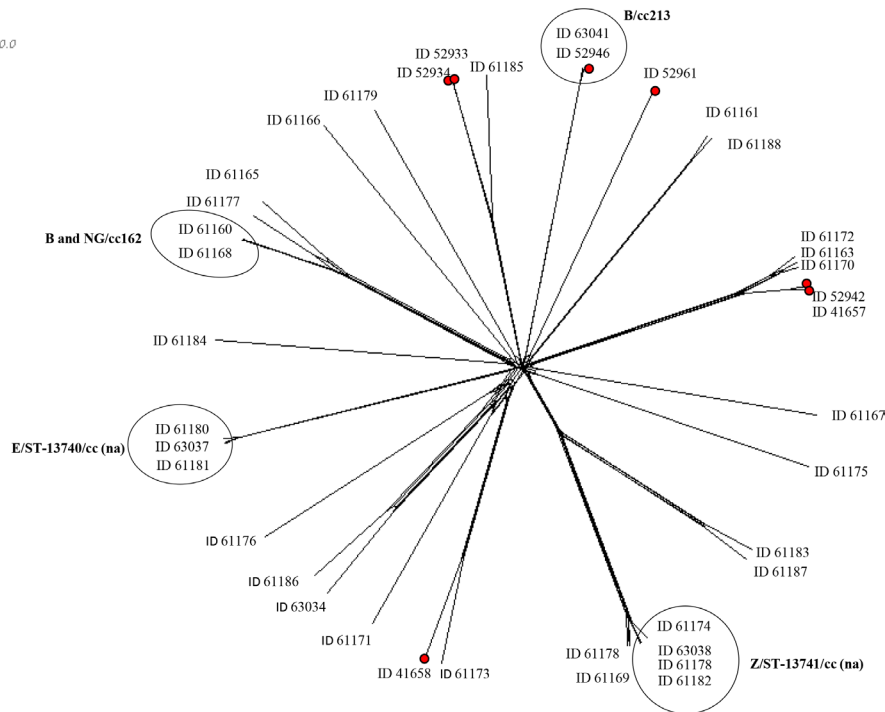 B/cc213
ID 63041
ID 52946
0.0
ID 52933
ID 52934
ID 61185
ID 52961
ID 61179
ID 61166
ID 61161
ID 61188
ID 61165
ID 61177
B and NG/cc162
ID 61160
ID 61168
ID 61172
ID 61163
ID 61170
ID 52942
ID 41657
ID 61184
ID 61167
E/ST-13740/cc (na)
ID 61180
ID 63037
ID 61181
ID 61175
ID 61176
ID 61183
ID 61187
ID 61186
ID 63034
ID 61171
ID 41658
ID 61173
ID 61178
ID 61169
ID 61174
ID 63038
ID 61178
ID 61182
Z/ST-13741/cc (na)